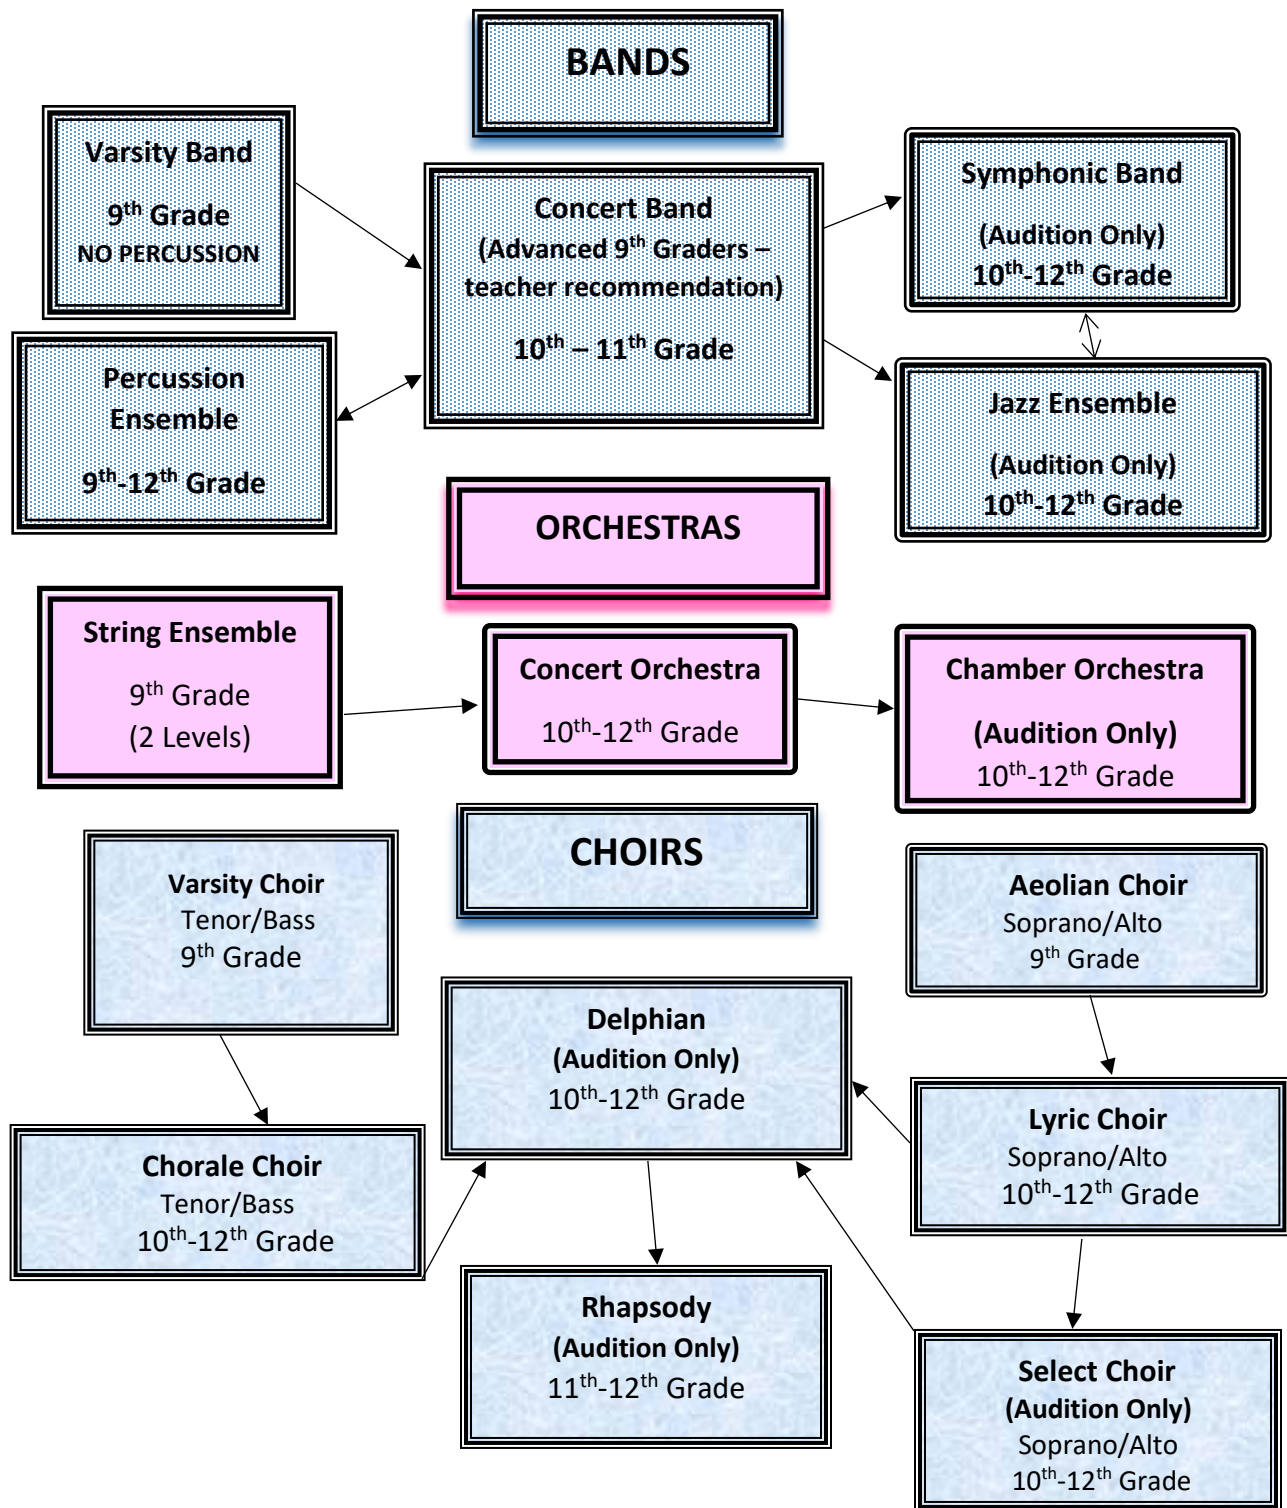 BANDS
Varsity Band
9th Grade
NO PERCUSSION
Concert Band
(Advanced 9th Graders –
teacher recommendation)
10th – 11th Grade
Symphonic Band
(Audition Only)
10th-12th Grade
Percussion
Ensemble
9th-12th Grade
Jazz Ensemble
(Audition Only)
10th-12th Grade
ORCHESTRAS
String Ensemble
9th Grade
(2 Levels)
Concert Orchestra
10th-12th Grade
Chamber Orchestra
(Audition Only)
10th-12th Grade
CHOIRS
Varsity Choir
Tenor/Bass
9th Grade
Aeolian Choir
Soprano/Alto
9th Grade
Delphian
(Audition Only)
10th-12th Grade
Chorale Choir
Tenor/Bass
10th-12th Grade
Lyric Choir
Soprano/Alto
10th-12th Grade
Rhapsody
(Audition Only)
11th-12th Grade
Select Choir
(Audition Only)
Soprano/Alto
10th-12th Grade